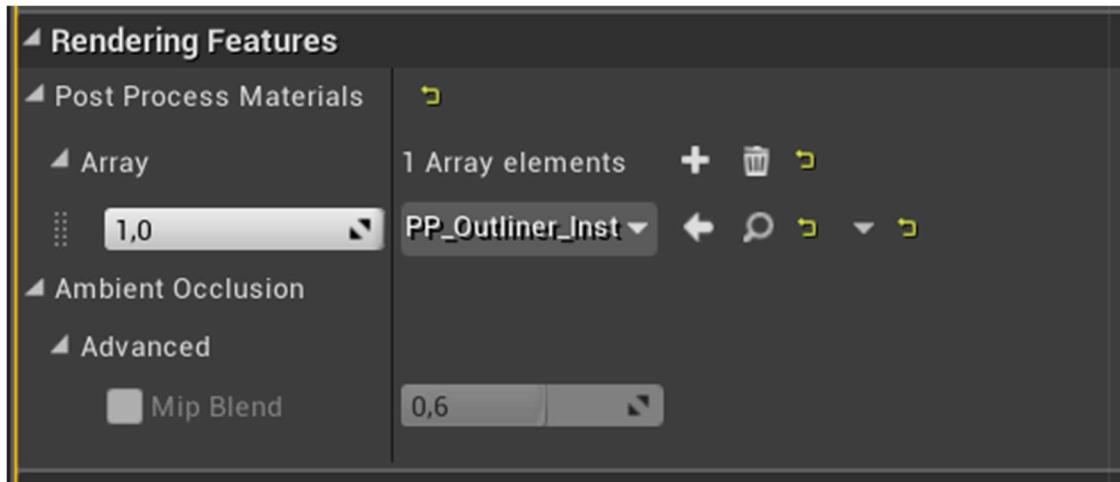 Rendering Features
Post Process Materials
Array 1 Array elements
1,0 PP_Outliner_Inst
Ambient Occlusion
Advanced
Mip Blend 0,6